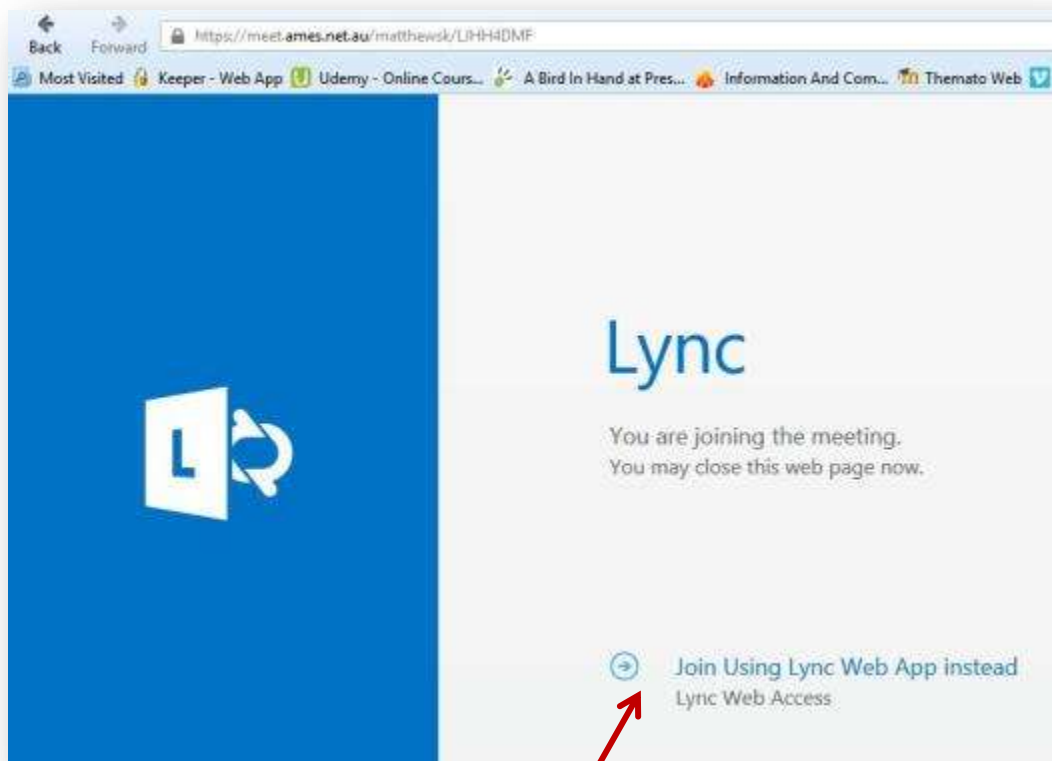 Back Forward https://meet.ames.net.au/matthewsk/LJHH4DMF
Most Visited Keeper - Web App Udemy - Online Cours... A Bird In Hand at Pres... Information And Com... Themato Web
L
Lync
You are joining the meeting.
You may close this web page now.
Join Using Lync Web App instead
Lync Web Access